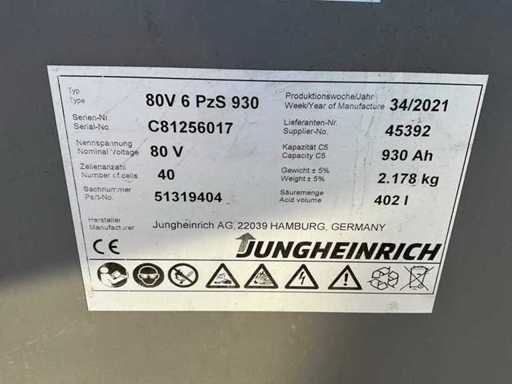 Typ
Type 80V 6 PzS 930
Serien-Nr.
Serial-No. C81256017
Nennspannung
Nominal Voltage 80 V
Zellenanzahl
Number of cells 40
Sachnummer
Part-No. 51319404
Produktionswoche/Jahr
Week/Year of Manufacture 34/2021
Lieferanten-Nr.
Supplier-No. 45392
Kapazität C5
Capacity C5 930 Ah
Gewicht ± 5%
Weight ± 5% 2.178 kg
Säuremenge
Acid volume 402 l
Hersteller
Manufacturer Jungheinrich AG, 22039 HAMBURG, GERMANY
CE JUNGHEINRICH
Pb